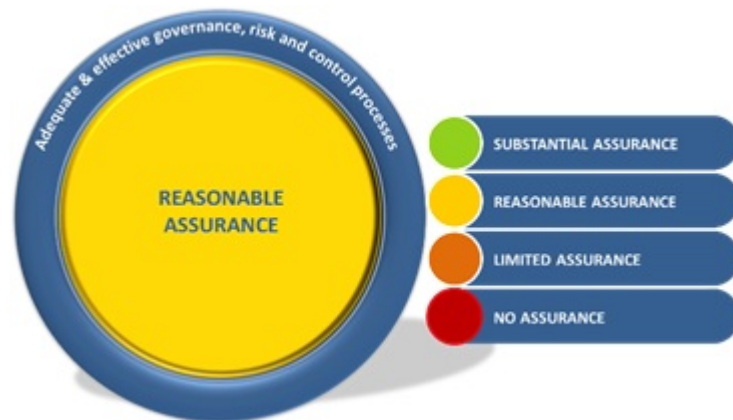 Adequate & effective governance, risk and control processes
REASONABLE
ASSURANCE
SUBSTANTIAL ASSURANCE
REASONABLE ASSURANCE
LIMITED ASSURANCE
NO ASSURANCE